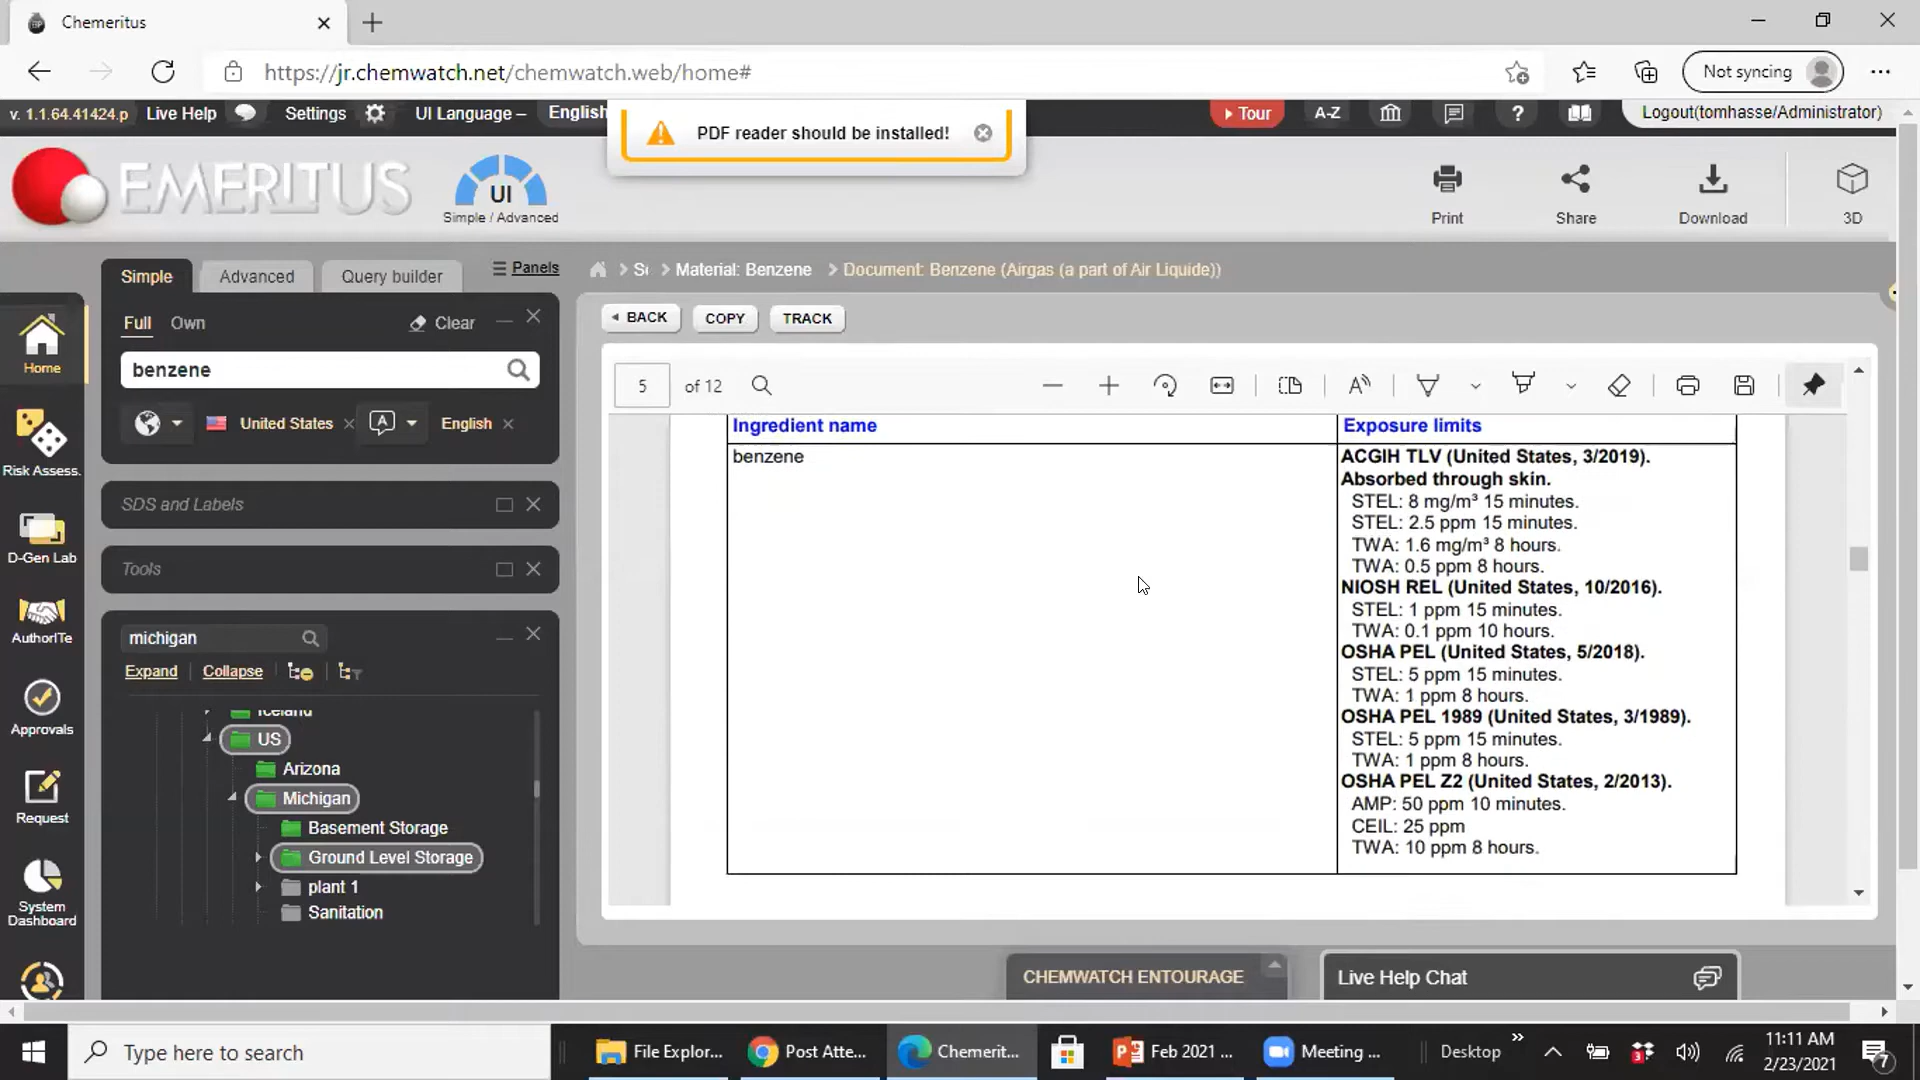 Chemeritus
https://jr.chemwatch.net/chemwatch.web/home#
Not syncing
v. 1.1.64.41424.p
Live Help
Settings
UI Language –
English
PDF reader should be installed!
Tour
A-Z
?
Logout(tomhasse/Administrator)
EMERITUS
UI
Simple / Advanced
Print
Share
Download
3D
Simple
Advanced
Query builder
Panels
Material: Benzene
Document: Benzene (Airgas (a part of Air Liquide))
Full
Own
Clear
BACK
COPY
TRACK
benzene
United States
English
5 of 12
SDS and Labels
Tools
michigan
Expand
Collapse
Iceland
US
Arizona
Michigan
Basement Storage
Ground Level Storage
plant 1
Sanitation
Home
Risk Assess.
D-Gen Lab
AuthorITe
Approvals
Request
System
Dashboard
Ingredient name
Exposure limits
benzene
ACGIH TLV (United States, 3/2019).
Absorbed through skin.
STEL: 8 mg/m³ 15 minutes.
STEL: 2.5 ppm 15 minutes.
TWA: 1.6 mg/m³ 8 hours.
TWA: 0.5 ppm 8 hours.
NIOSH REL (United States, 10/2016).
STEL: 1 ppm 15 minutes.
TWA: 0.1 ppm 10 hours.
OSHA PEL (United States, 5/2018).
STEL: 5 ppm 15 minutes.
TWA: 1 ppm 8 hours.
OSHA PEL 1989 (United States, 3/1989).
STEL: 5 ppm 15 minutes.
TWA: 1 ppm 8 hours.
OSHA PEL Z2 (United States, 2/2013).
AMP: 50 ppm 10 minutes.
CEIL: 25 ppm
TWA: 10 ppm 8 hours.
CHEMWATCH ENTOURAGE
Live Help Chat
Type here to search
File Explor...
Post Atte...
Chemerit...
Feb 2021 ...
Meeting ...
Desktop
3
11:11 AM
2/23/2021
7